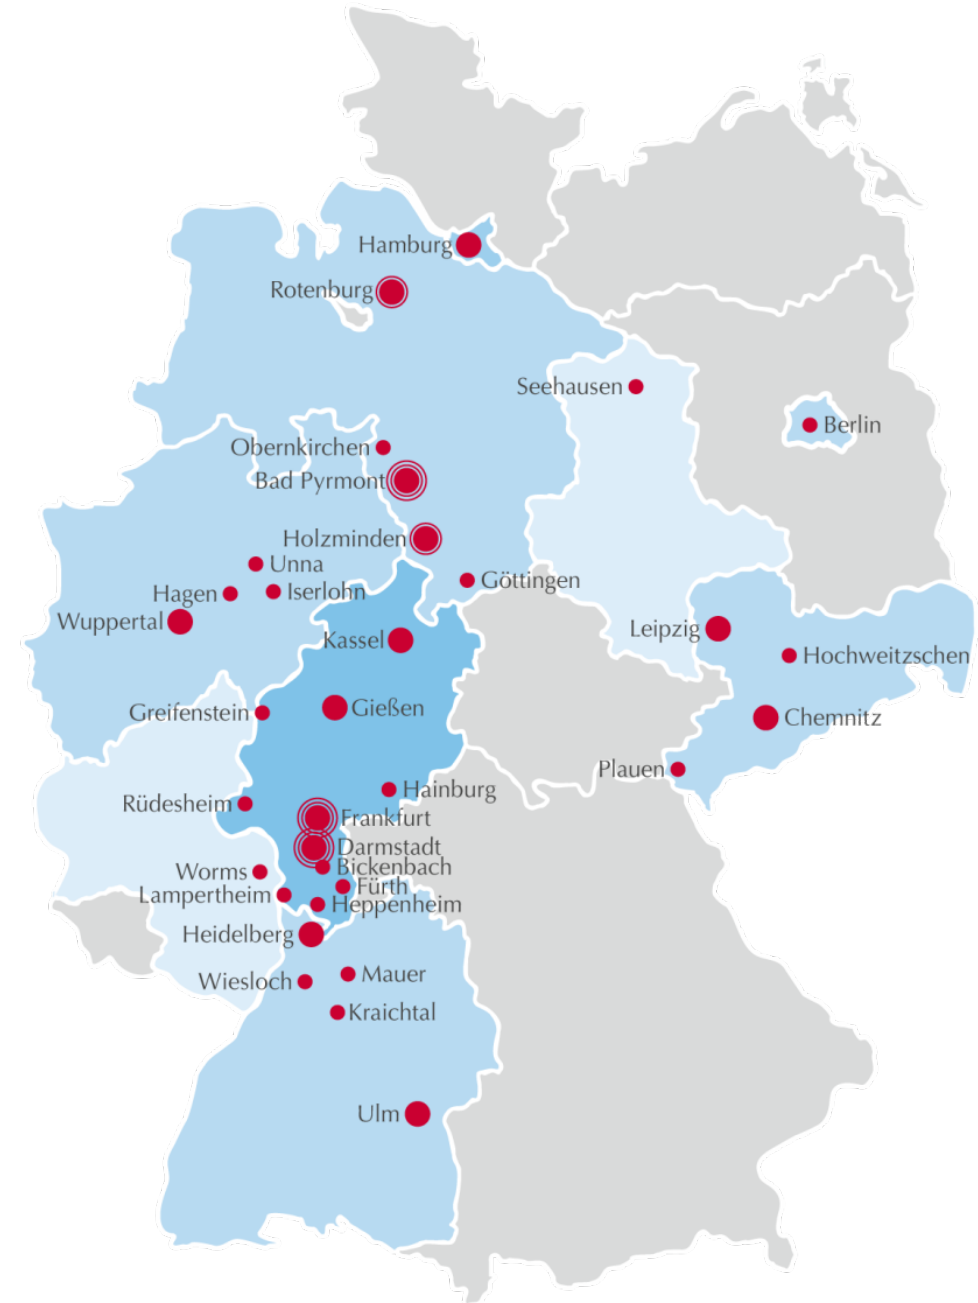 Hamburg
Rotenburg
Seehausen
Berlin
Obernkirchen
Bad Pyrmont
Holzminden
Unna
Göttingen
Hagen
Iserlohn
Wuppertal
Leipzig
Kassel
Hochweitzschen
Gießen
Greifenstein
Chemnitz
Plauen
Hainburg
Rüdesheim
Frankfurt
Darmstadt
Bickenbach
Worms
Fürth
Lampertheim
Heppenheim
Heidelberg
Mauer
Wiesloch
Kraichtal
Ulm